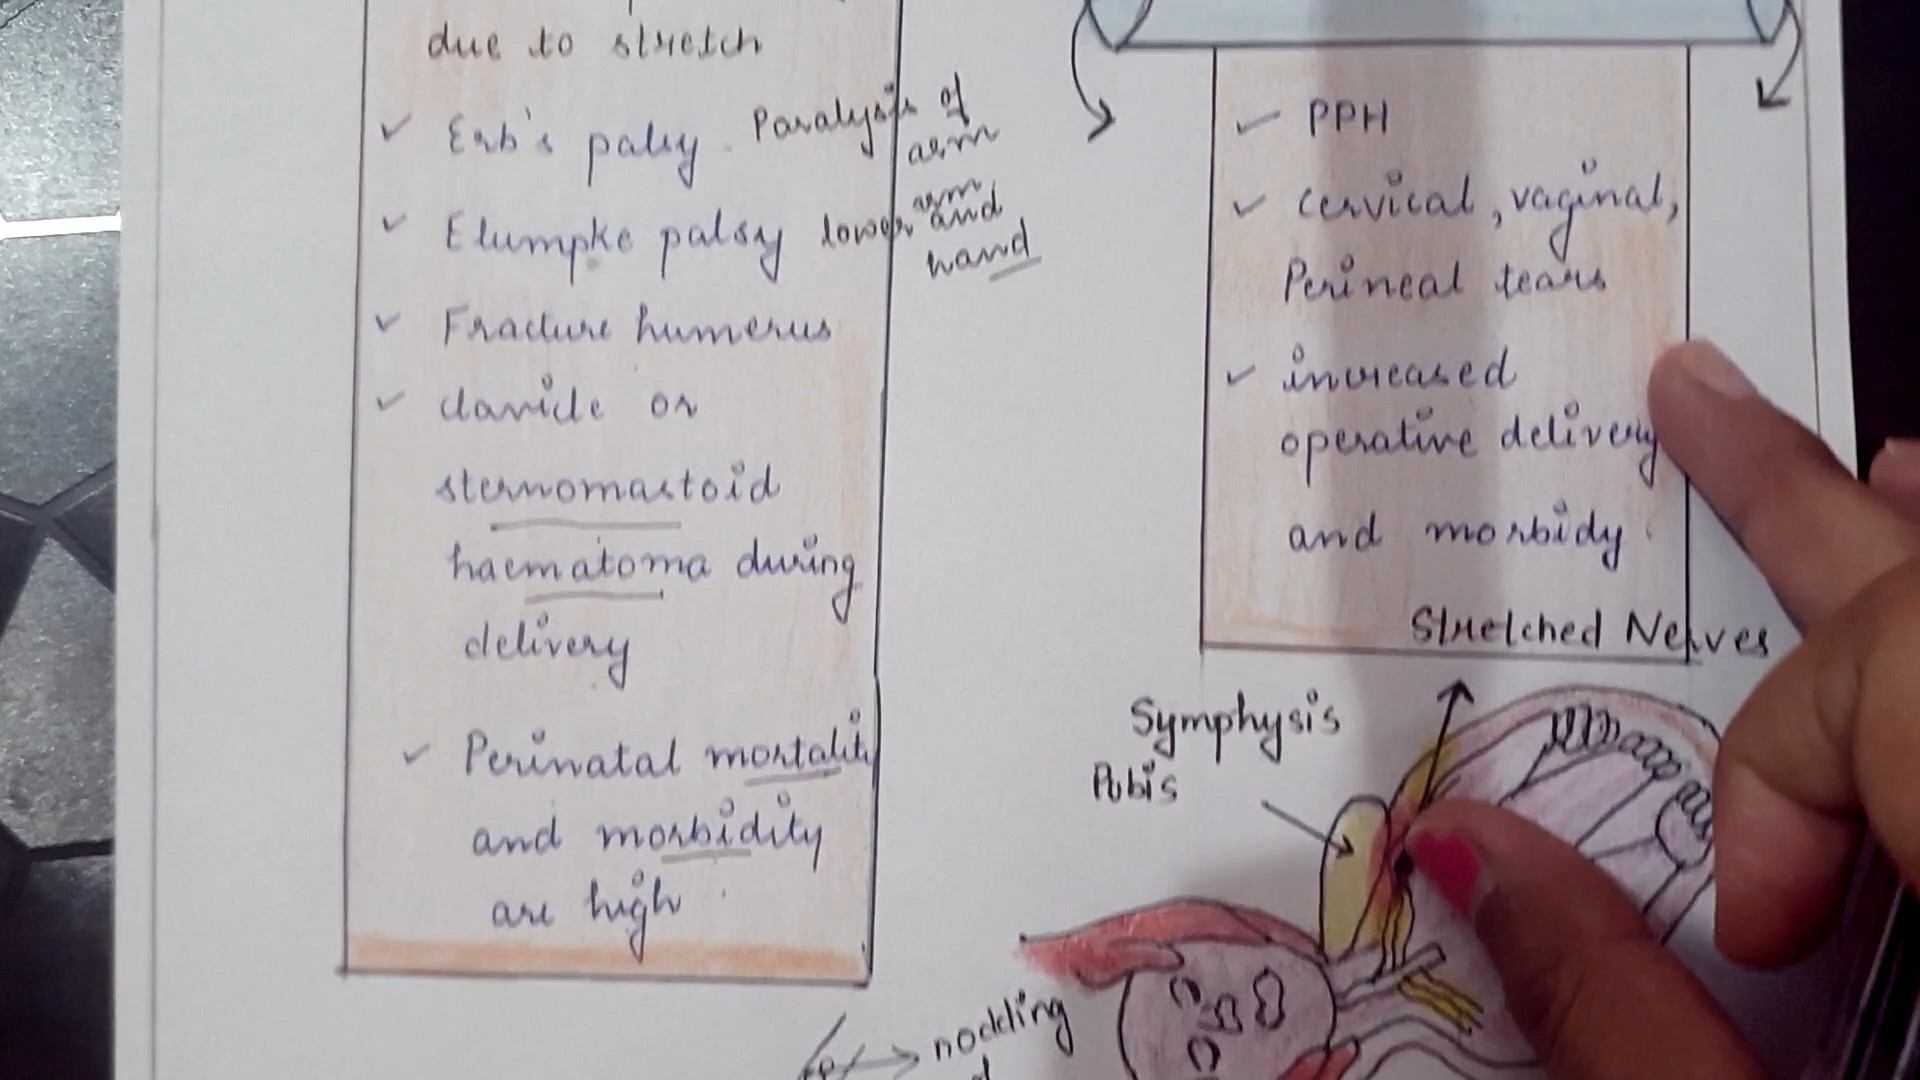 due to stretch
✓ Erb's palsy. Paralysis of
arm
✓ Elumpke palsy lower arm and
hand
✓ Fracture humerus
✓ clavicle or
sternomastoid
haematoma during
delivery
✓ Perinatal mortality
and morbidity
are high.
✓ PPH
✓ cervical, vaginal,
Perineal tears
✓ increased
operative delivery
and morbidy.
Stretched Nerves
Symphysis
Pubis
nodding